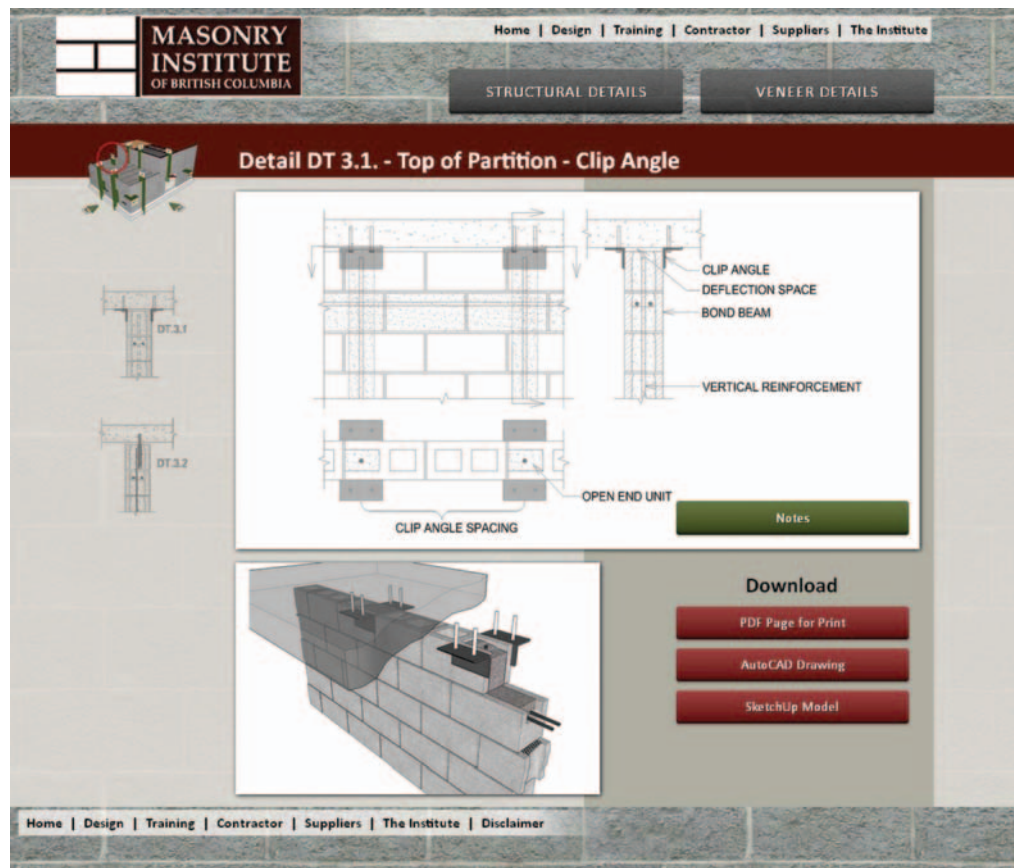 MASONRY
INSTITUTE
OF BRITISH COLUMBIA
Home | Design | Training | Contractor | Suppliers | The Institute
STRUCTURAL DETAILS
VENEER DETAILS
Detail DT 3.1. - Top of Partition - Clip Angle
DT.3.1
DT.3.2
CLIP ANGLE
DEFLECTION SPACE
BOND BEAM
VERTICAL REINFORCEMENT
OPEN END UNIT
CLIP ANGLE SPACING
Notes
Download
PDF Page for Print
AutoCAD Drawing
SketchUp Model
Home | Design | Training | Contractor | Suppliers | The Institute | Disclaimer